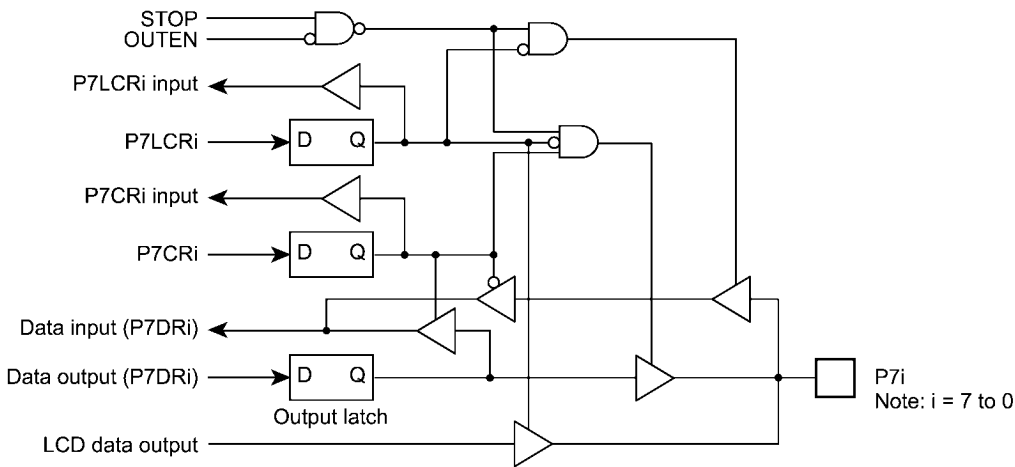 STOP
OUTEN
P7LCRi input
P7LCRi
D Q
P7CRi input
P7CRi
D Q
Data input (P7DRi)
Data output (P7DRi)
D Q
P7i
Note: i = 7 to 0
Output latch
LCD data output